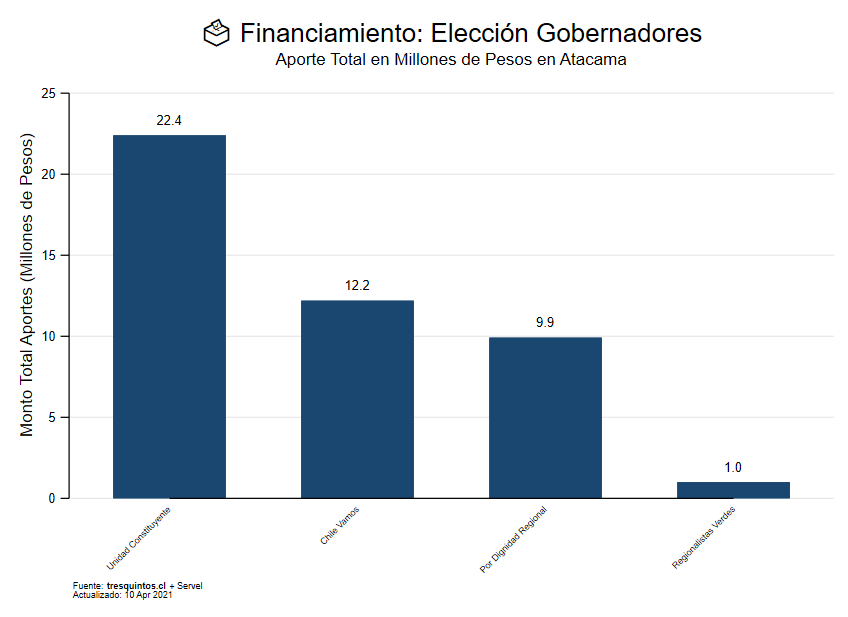 Financiamiento: Elección Gobernadores
Aporte Total en Millones de Pesos en Atacama
Monto Total Aportes (Millones de Pesos)
25
20
15
10
5
0
22.4
12.2
9.9
1.0
Unidad Constituyente
Chile Vamos
Por Dignidad Regional
Regionalistas Verdes
Fuente: tresquintos.cl + Servel
Actualizado: 10 Apr 2021